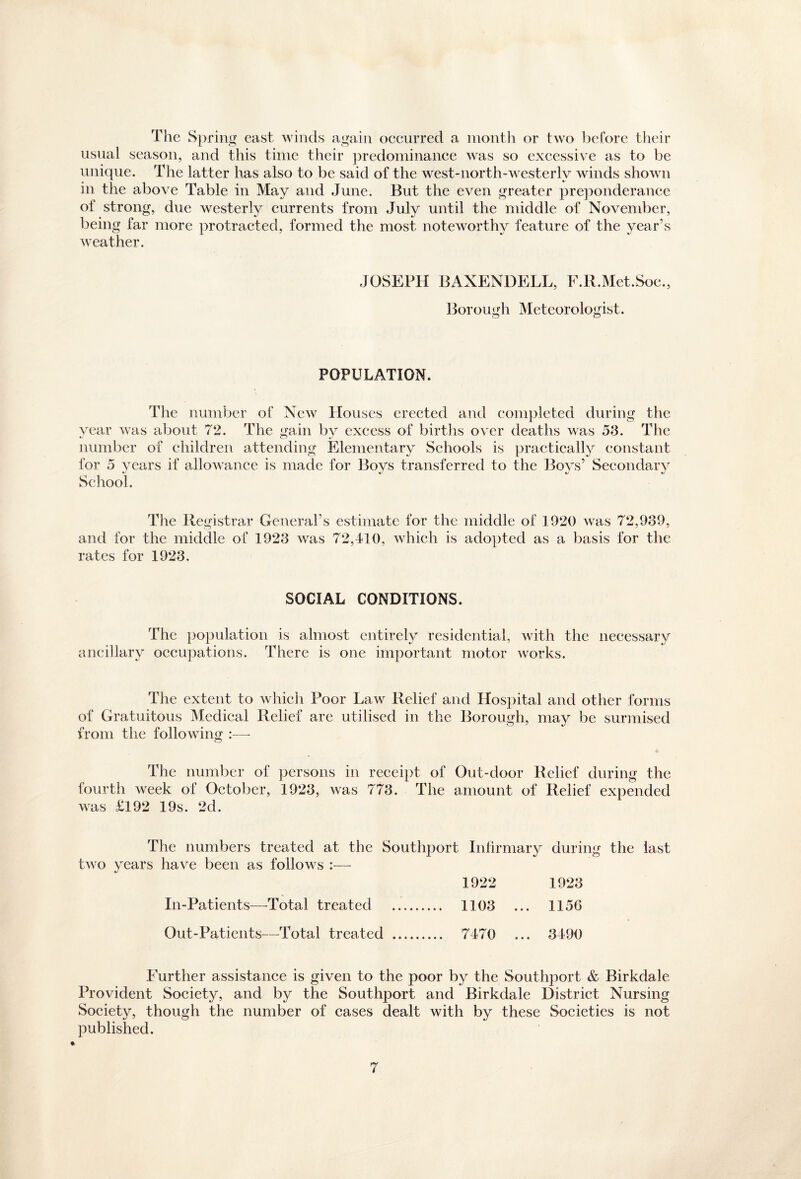 The Spring east winds again occurred a month or two before their
usual season, and this time their predominance was so excessive as to be
unique. The latter has also to be said of the west-north-westerly winds shown
in the above Table in May and June. But the even greater preponderance
of strong, due westerly currents from July until the middle of November,
being far more protracted, formed the most noteworthy feature of the year's
weather.
JOSEPH BAXENDELL, F.R.Met.Soc.,
Borough Meteorologist.
POPULATION.
The number of New Houses erected and completed during the
year was about 72. The gain by excess of births over deaths was 53. The
number of children attending Elementary Schools is practically constant
for 5 years if allowance is made for Boys transferred to the Boys' Secondary
School.
The Registrar General's estimate for the middle of 1920 was 72,939,
and for the middle of 1923 was 72,410, which is adopted as a basis for the
rates for 1923.
SOCIAL CONDITIONS.
The population is almost entirely residential, with the necessary
ancillary occupations. There is one important motor works.
The extent to which Poor Law Relief and Hospital and other forms
of Gratuitous Medical Relief are utilised in the Borough, may be surmised
from the following :—
The number of persons in receipt of Out-door Relief during the
fourth week of October, 1923, was 773. The amount of Relief expended
was £192 19s. 2d.
The numbers treated at the Southport Infirmary during the last
two years have been as follows :—
1922 1923
In-Patients—Total treated ......... 1103 ... 1156
Out-Patients—Total treated ......... 7470 ... 3490
Further assistance is given to the poor by the Southport & Birkdale
Provident Society, and by the Southport and Birkdale District Nursing
Society, though the number of cases dealt with by these Societies is not
published.
7